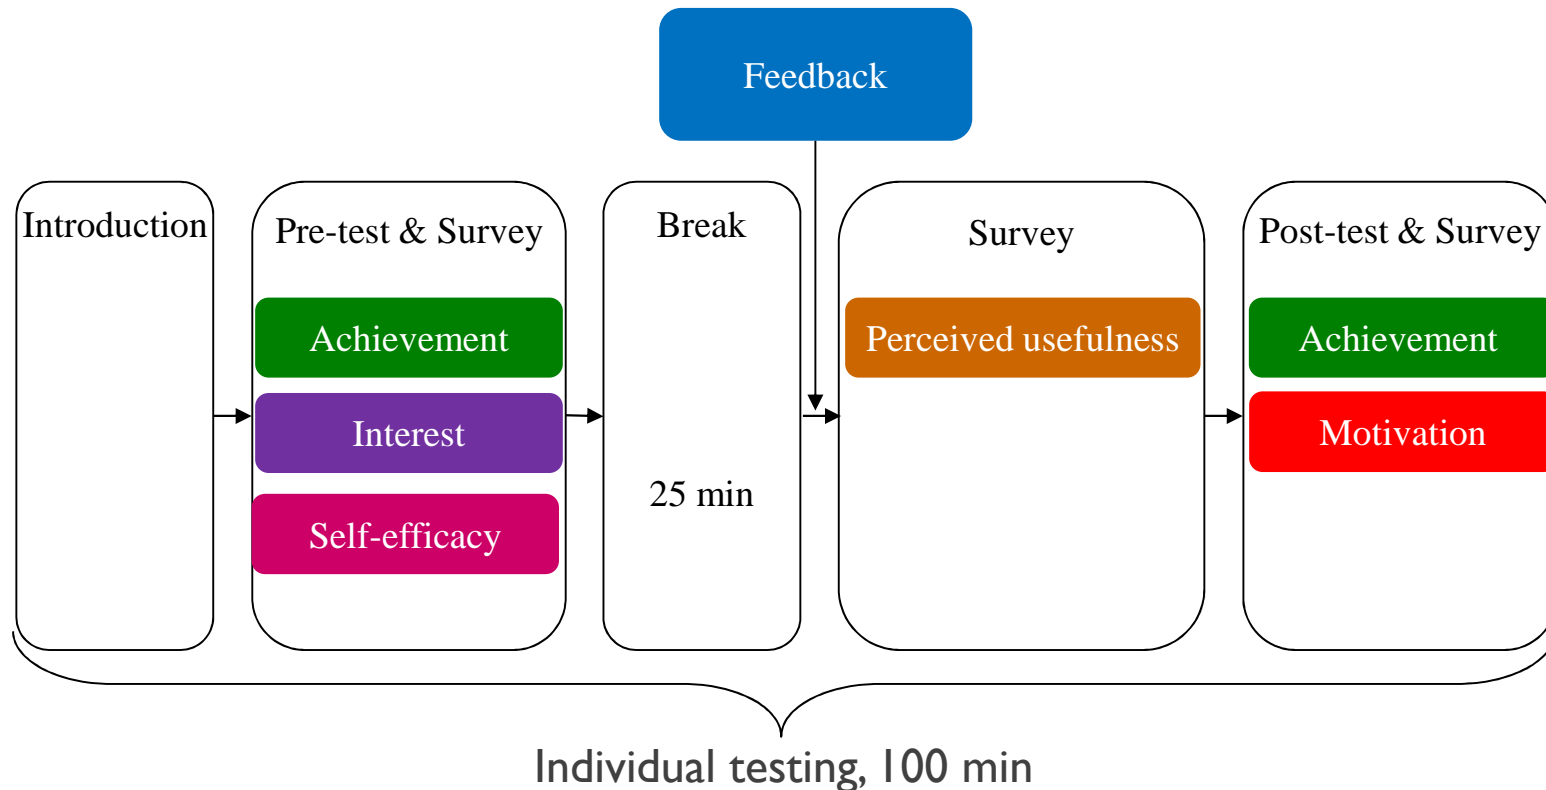 Feedback
Introduction
Pre-test & Survey
Achievement
Interest
Self-efficacy
Break
25 min
Survey
Perceived usefulness
Post-test & Survey
Achievement
Motivation
Individual testing, 100 min